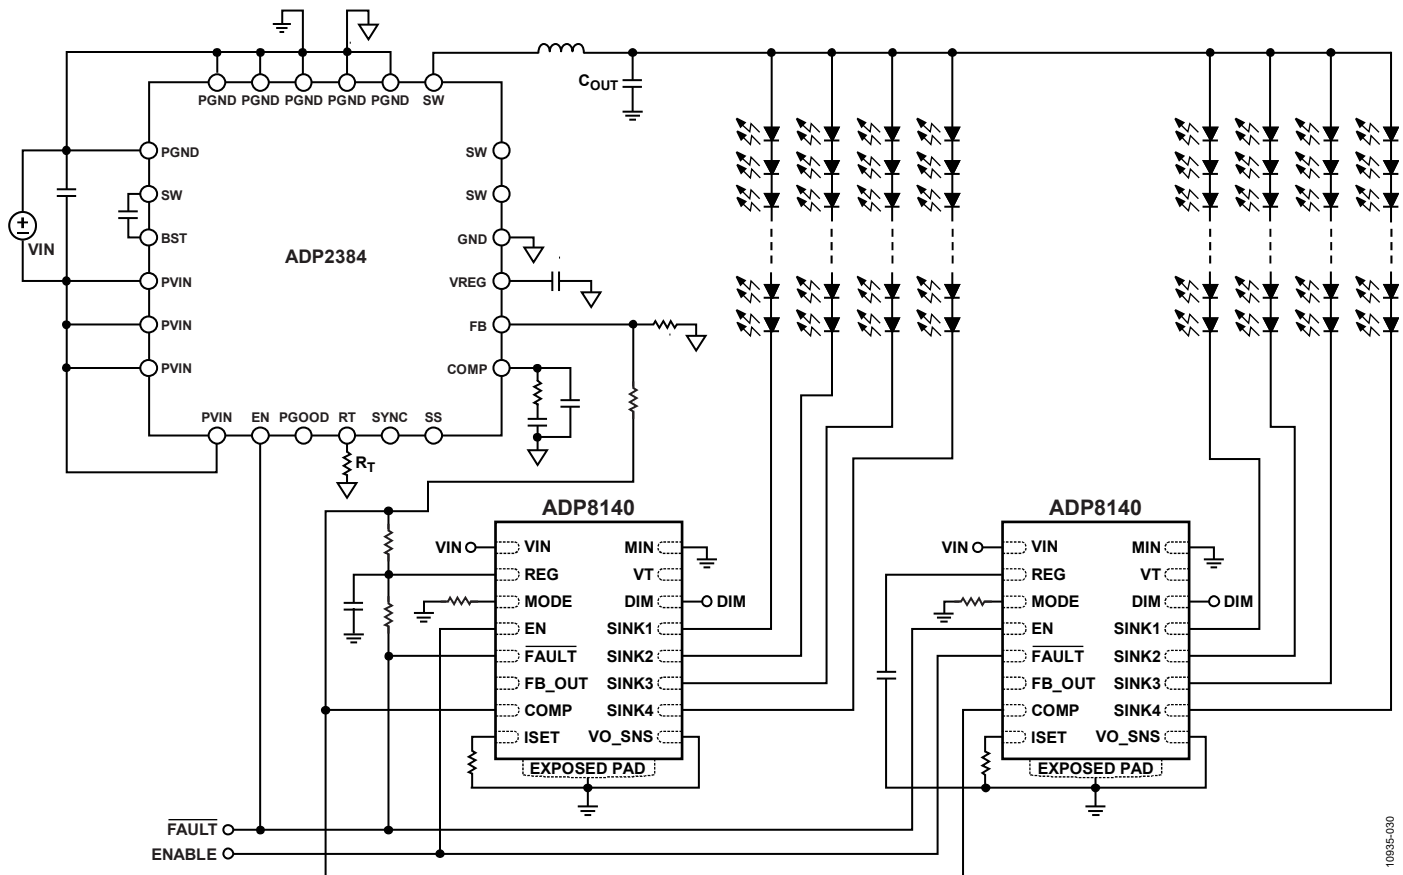 PGND PGND PGND PGND PGND SW
COUT
PGND
SW
BST
PVIN
PVIN
PVIN
VIN
ADP2384
SW
SW
GND
VREG
FB
COMP
PVIN EN PGOOD RT SYNC SS
RT
ADP8140
VIN
VIN
REG
MODE
EN
FAULT
FB_OUT
COMP
ISET
MIN
VT
DIM
DIM
SINK1
SINK2
SINK3
SINK4
VO_SNS
EXPOSED PAD
ADP8140
VIN
VIN
REG
MODE
EN
FAULT
FB_OUT
COMP
ISET
MIN
VT
DIM
DIM
SINK1
SINK2
SINK3
SINK4
VO_SNS
EXPOSED PAD
FAULT
ENABLE
10935-030